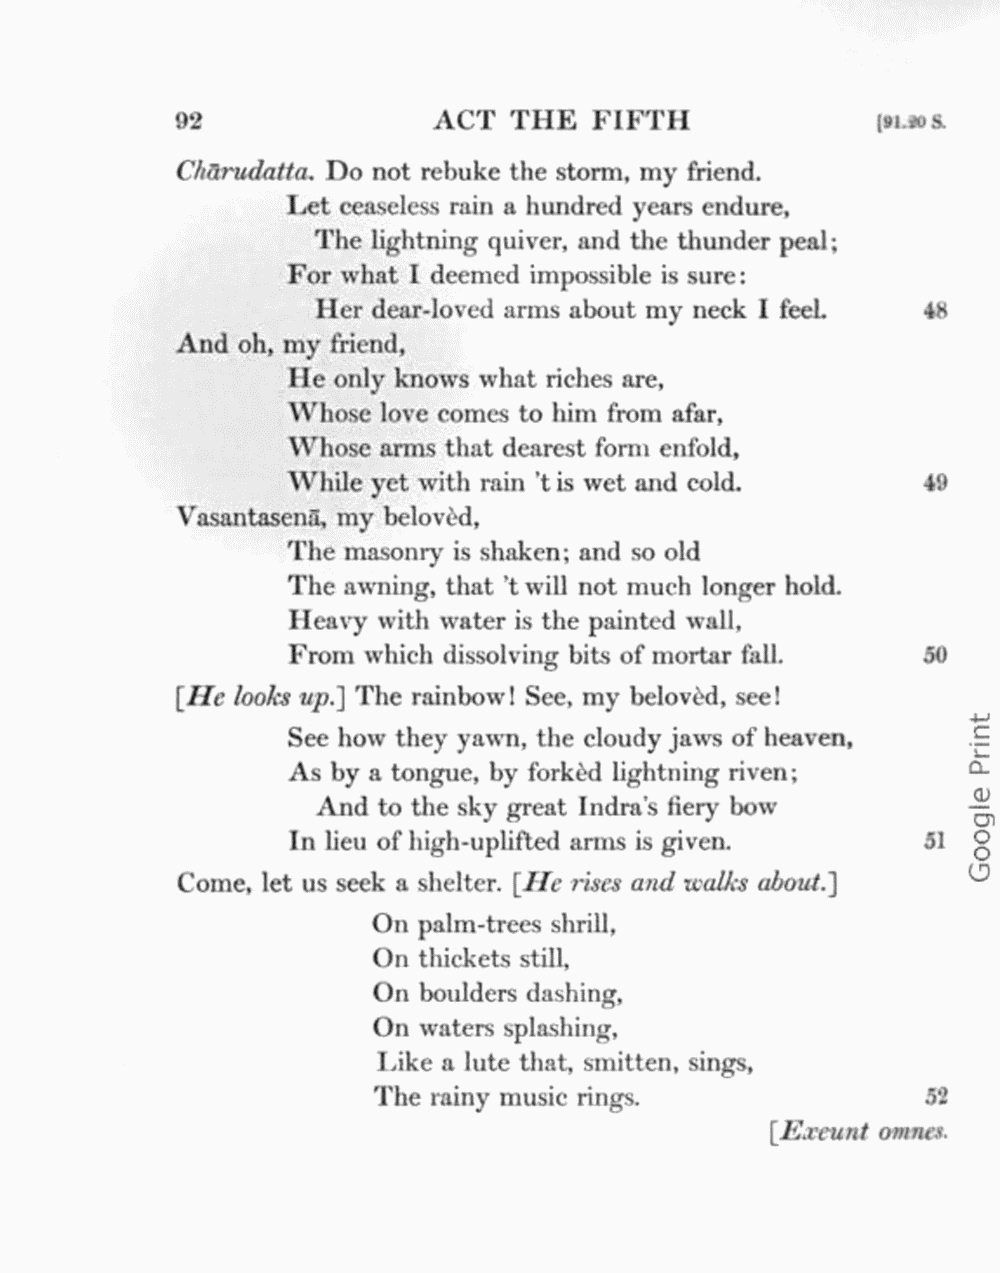 92 ACT THE FIFTH [91.20 S.
Chārudatta. Do not rebuke the storm, my friend.
Let ceaseless rain a hundred years endure,
The lightning quiver, and the thunder peal;
For what I deemed impossible is sure:
Her dear-loved arms about my neck I feel. 48
And oh, my friend,
He only knows what riches are,
Whose love comes to him from afar,
Whose arms that dearest form enfold,
While yet with rain 't is wet and cold. 49
Vasantasenā, my belovèd,
The masonry is shaken; and so old
The awning, that 't will not much longer hold.
Heavy with water is the painted wall,
From which dissolving bits of mortar fall. 50
[He looks up.] The rainbow! See, my belovèd, see!
See how they yawn, the cloudy jaws of heaven,
As by a tongue, by forkèd lightning riven;
And to the sky great Indra's fiery bow
In lieu of high-uplifted arms is given. 51
Come, let us seek a shelter. [He rises and walks about.]
On palm-trees shrill,
On thickets still,
On boulders dashing,
On waters splashing,
Like a lute that, smitten, sings,
The rainy music rings. 52
[Exeunt omnes.
Google Print